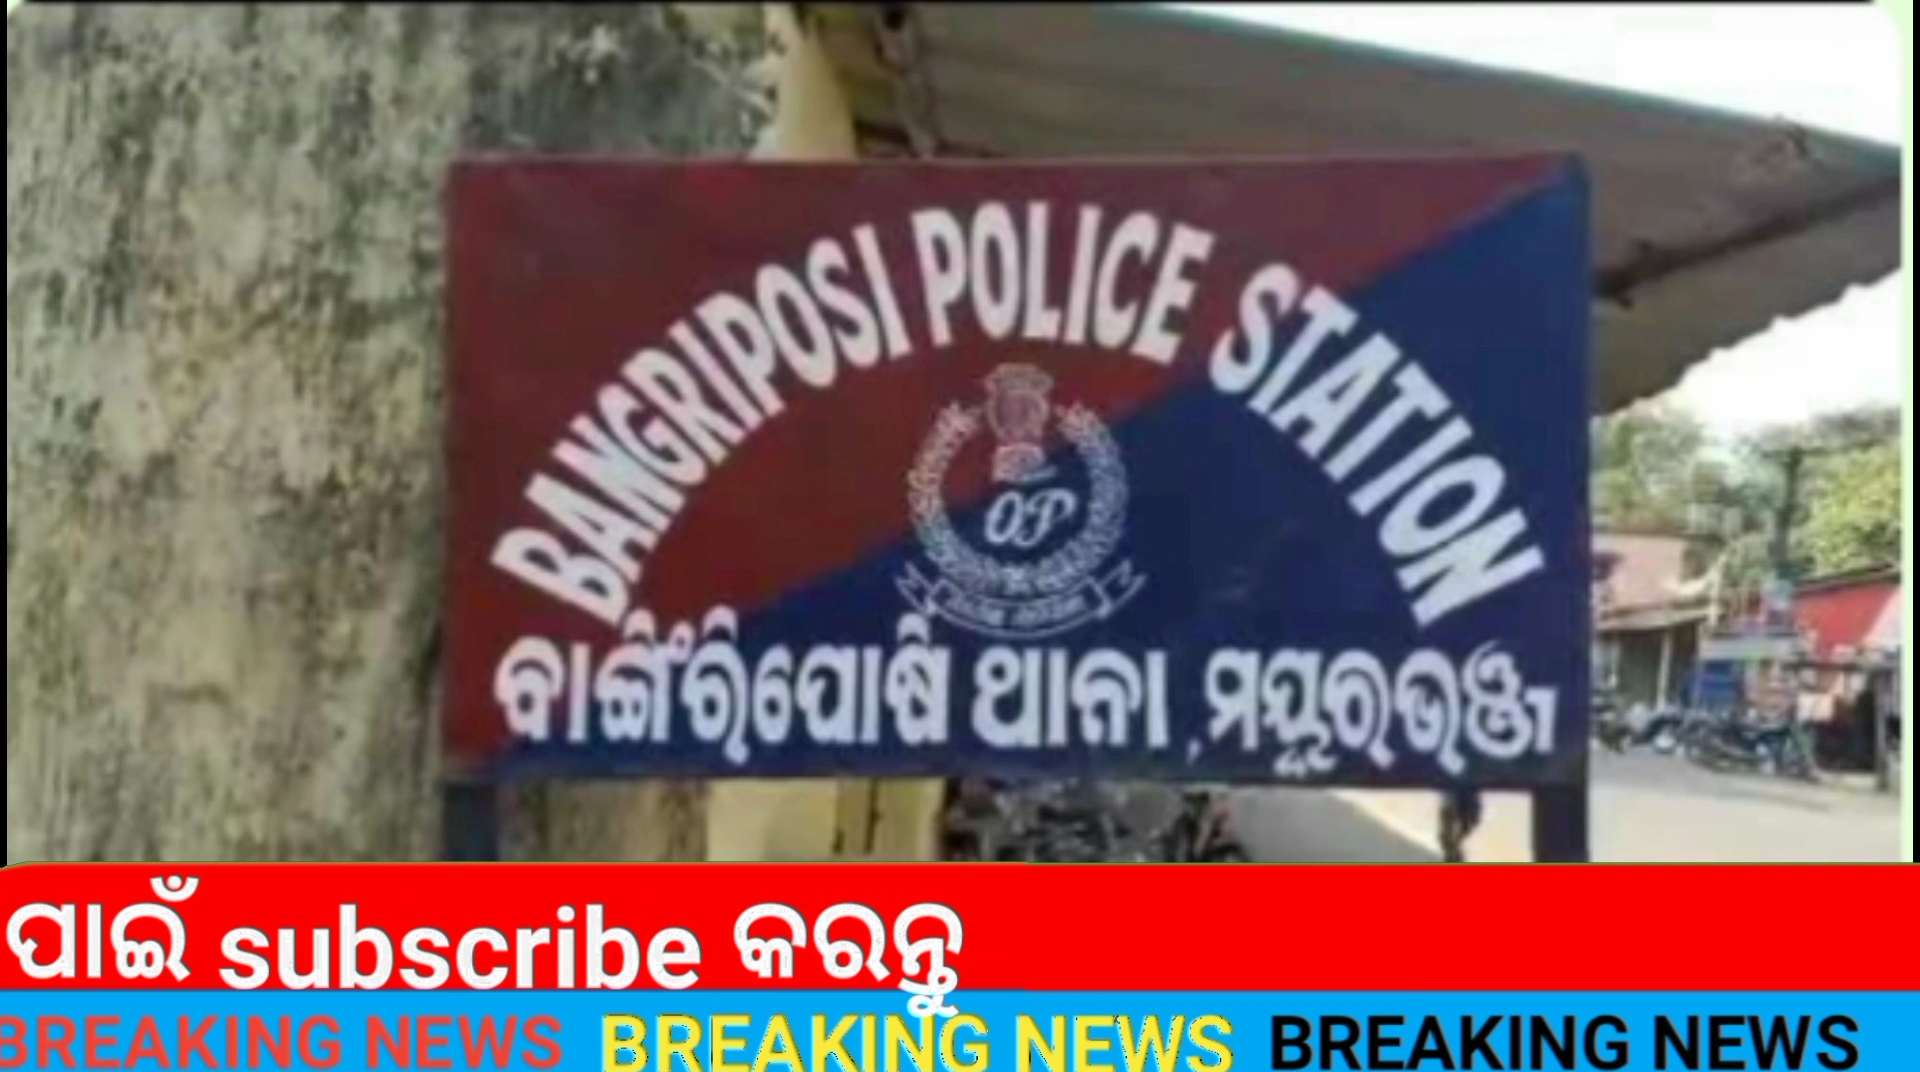 BANGRIPOSI POLICE STATION
OP
ବାଙ୍ଗିରିପୋଷି ଥାନା ,ମୟୂରଭଞ୍ଜ
ପାଇଁ subscribe କରନ୍ତୁ
BREAKING NEWS BREAKING NEWS BREAKING NEWS